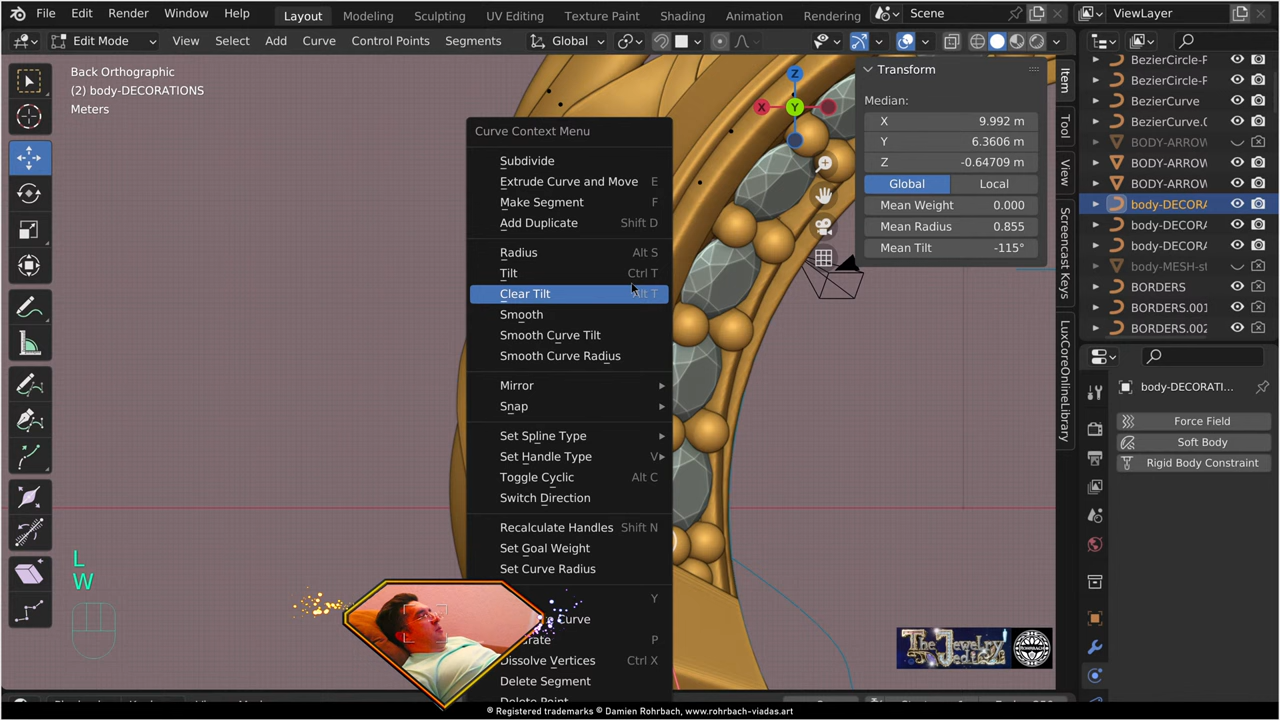 File Edit Render Window Help
Layout Modeling Sculpting UV Editing Texture Paint Shading Animation Rendering
Scene
ViewLayer
Edit Mode View Select Add Curve Control Points Segments
Global
Back Orthographic
(2) body-DECORATIONS
Meters
Curve Context Menu
Subdivide
Extrude Curve and Move E
Make Segment F
Add Duplicate Shift D
Radius Alt S
Tilt Ctrl T
Clear Tilt Alt T
Smooth
Smooth Curve Tilt
Smooth Curve Radius
Mirror
Snap
Set Spline Type
Set Handle Type V
Toggle Cyclic Alt C
Switch Direction
Recalculate Handles Shift N
Set Goal Weight
Set Curve Radius
Y
Curve
P
Dissolve Vertices Ctrl X
Delete Segment
Delete Point
Z
X
Y
Transform
Median:
X 9.992 m
Y 6.3606 m
Z -0.64709 m
Global Local
Mean Weight 0.000
Mean Radius 0.855
Mean Tilt -115°
Item
Tool
View
Screencast Keys
LuxCoreOnlineLibrary
BezierCircle-F
BezierCircle-F
BezierCurve
BezierCurve.0
BODY-ARROW
BODY-ARROW
BODY-ARROW
body-DECORA
body-DECORA
body-DECORA
body-MESH-st
BORDERS
BORDERS.001
BORDERS.002
body-DECORATI...
Force Field
Soft Body
Rigid Body Constraint
L
W
The Jewelry
ROHRBACH
® Registered trademarks © Damien Rohrbach, www.rohrbach-viadas.art